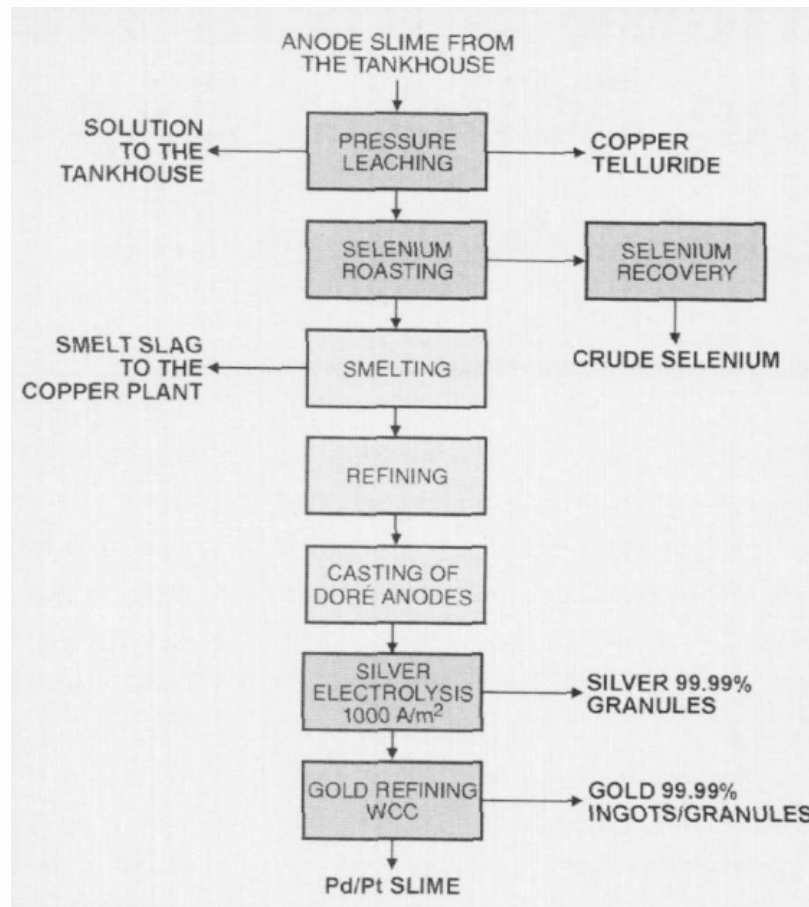 ANODE SLIME FROM
THE TANKHOUSE
SOLUTION
TO THE
TANKHOUSE
PRESSURE
LEACHING
COPPER
TELLURIDE
SELENIUM
ROASTING
SELENIUM
RECOVERY
SMELT SLAG
TO THE
COPPER PLANT
SMELTING
CRUDE SELENIUM
REFINING
CASTING OF
DORÉ ANODES
SILVER
ELECTROLYSIS
1000 A/m²
SILVER 99.99%
GRANULES
GOLD REFINING
WCC
GOLD 99.99%
INGOTS/GRANULES
Pd/Pt SLIME